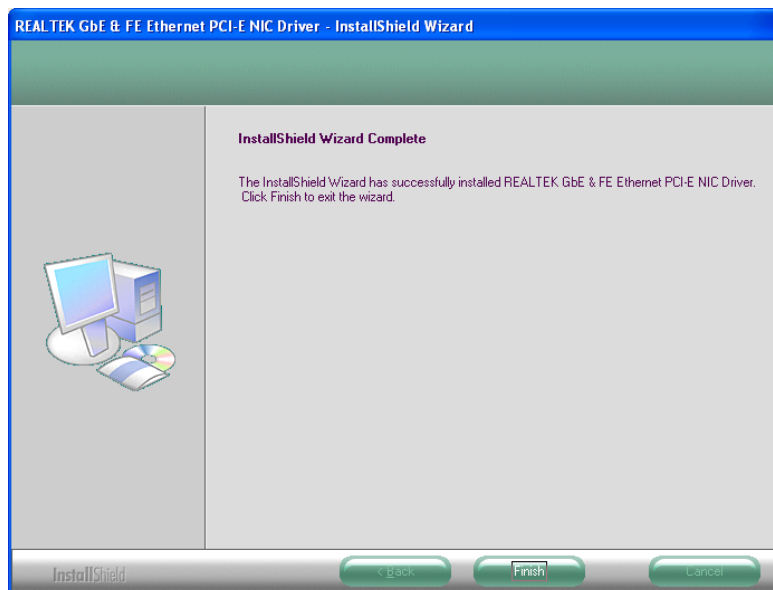 REALTEK GbE & FE Ethernet PCI-E NIC Driver - InstallShield Wizard
InstallShield Wizard Complete
The InstallShield Wizard has successfully installed REALTEK GbE & FE Ethernet PCI-E NIC Driver.
Click Finish to exit the wizard.
InstallShield
< Back
Finish
Cancel